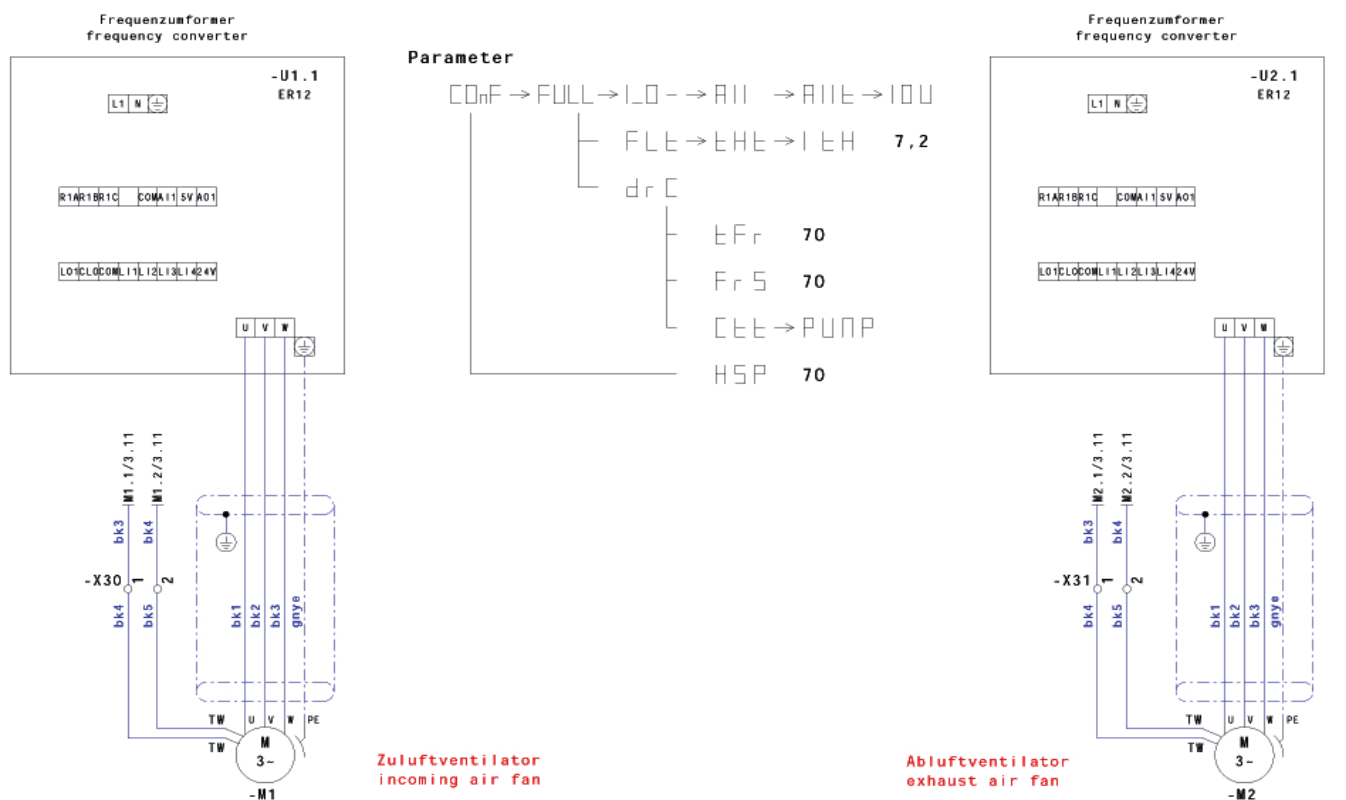 Frequenzumformer
frequency converter
-U1.1
ER12
L1 N
R1A R1B R1C COM AI1 5V AO1
LO1 CLO COM LI1 LI2 LI3 LI4 24V
U V W
M1.1/3.11
M1.2/3.11
bk3
bk4
-X30 1 2
bk4
bk5
bk1
bk2
bk3
gnye
TW U V W PE
TW
M
3~
-M1
Zuluftventilator
incoming air fan
Parameter
COnF → FULL → I_O- → AI1 → AI1t → 10U
FLt → tHt → ItH 7,2
drC
tFr 70
FrS 70
Ctt → PUMP
HSP 70
Frequenzumformer
frequency converter
-U2.1
ER12
L1 N
R1A R1B R1C COM AI1 5V AO1
LO1 CLO COM LI1 LI2 LI3 LI4 24V
U V W
M2.1/3.11
M2.2/3.11
bk3
bk4
-X31 1 2
bk4
bk5
bk1
bk2
bk3
gnye
TW U V W PE
TW
M
3~
-M2
Abluftventilator
exhaust air fan